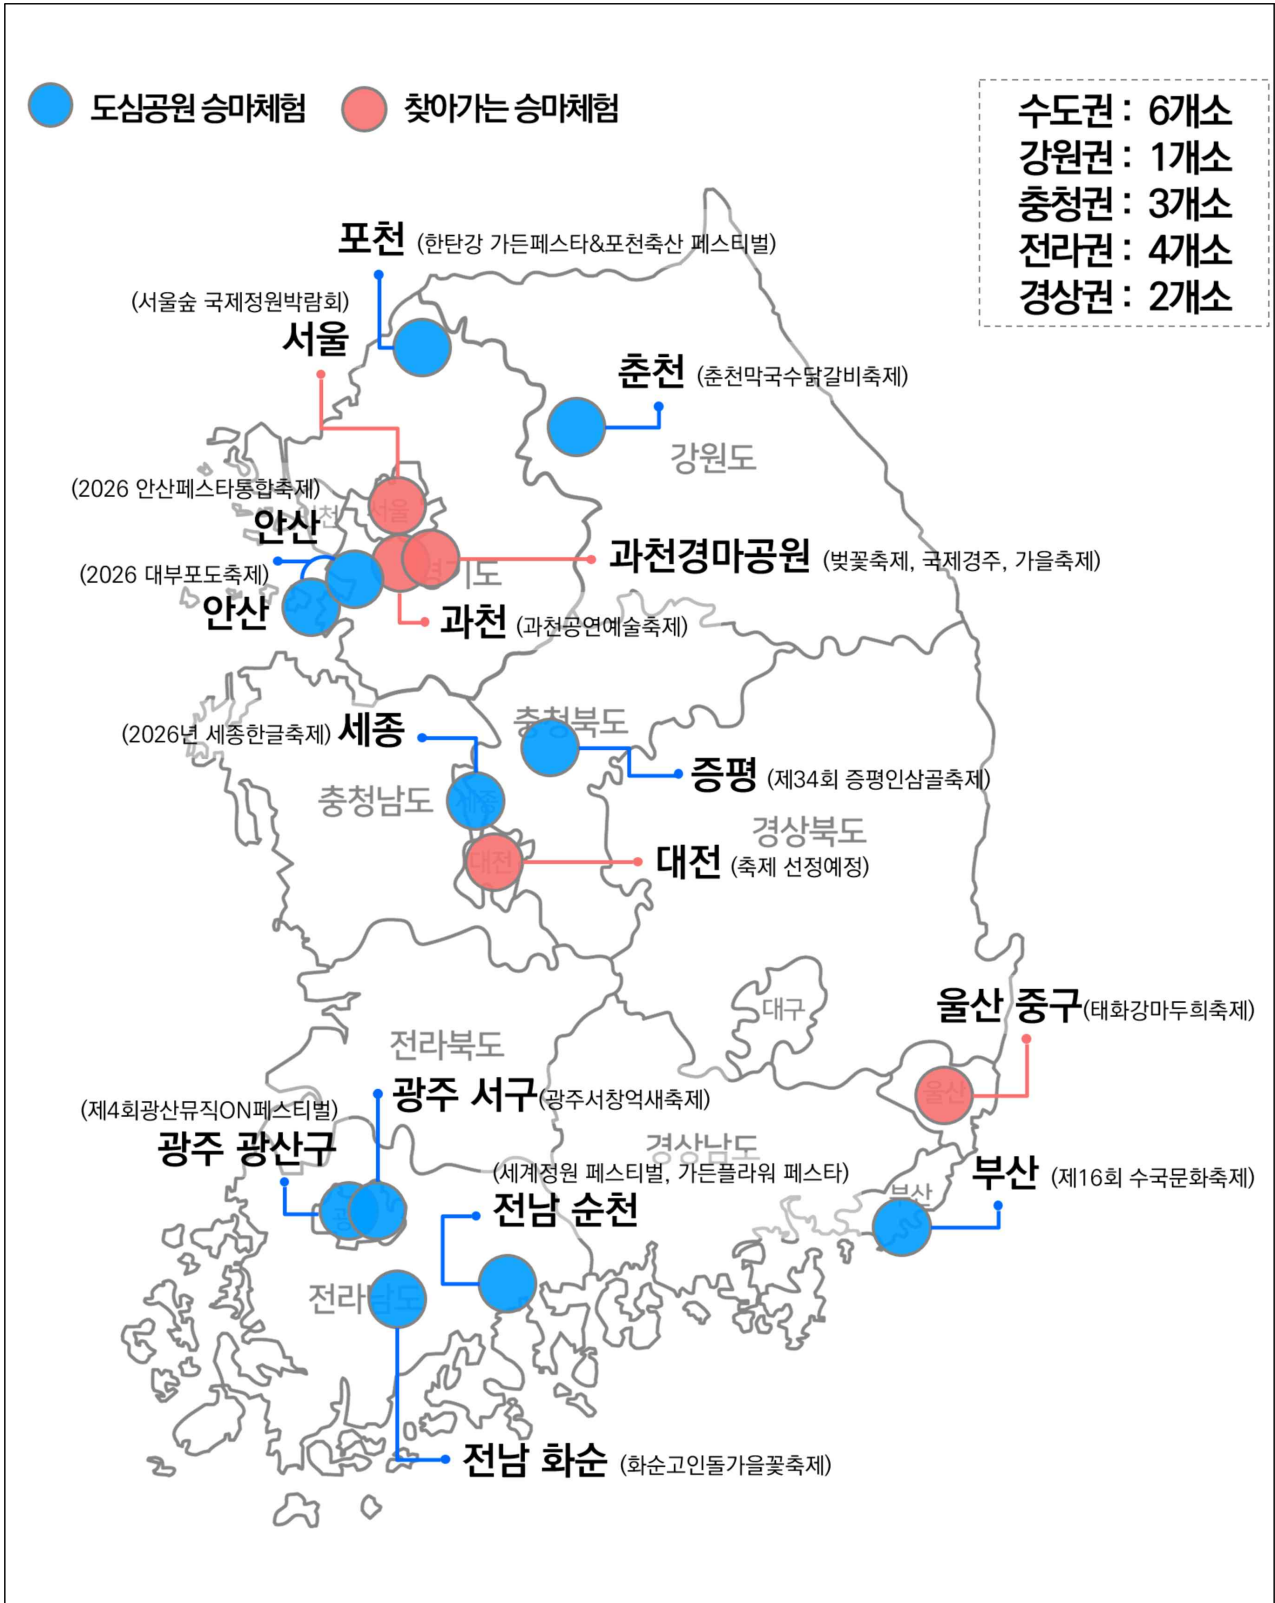 도심공원 승마체험
찾아가는 승마체험
수도권 : 6개소
강원권 : 1개소
충청권 : 3개소
전라권 : 4개소
경상권 : 2개소
포천 (한탄강 가든페스타&포천축산 페스티벌)
(서울숲 국제정원박람회)
서울
춘천 (춘천막국수닭갈비축제)
강원도
(2026 안산페스타통합축제)
서울
안산
과천경마공원 (벚꽃축제, 국제경주, 가을축제)
경기도
(2026 대부포도축제)
안산
과천 (과천공연예술축제)
충청북도
(2026년 세종한글축제) 세종
증평 (제34회 증평인삼골축제)
충청남도
세종
경상북도
대전
대전 (축제 선정예정)
대구
울산 중구(태화강마두희축제)
전라북도
광주 서구(광주서창억새축제)
울산
(제4회광산뮤직ON페스티벌)
광주 광산구
경상남도
(세계정원 페스티벌, 가든플라워 페스타)
전남 순천
부산 (제16회 수국문화축제)
부산
전라남도
전남 화순 (화순고인돌가을꽃축제)